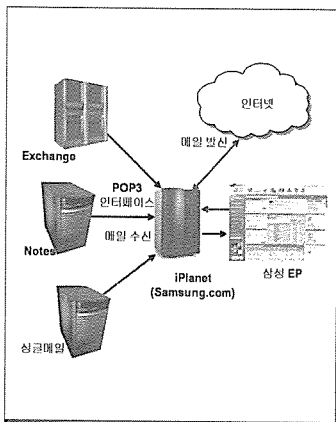 인터넷
메일 발신
Exchange
POP3
인터페이스
메일 수신
Notes
iPlanet
(Samsung.com)
삼성 EP
싱글메일